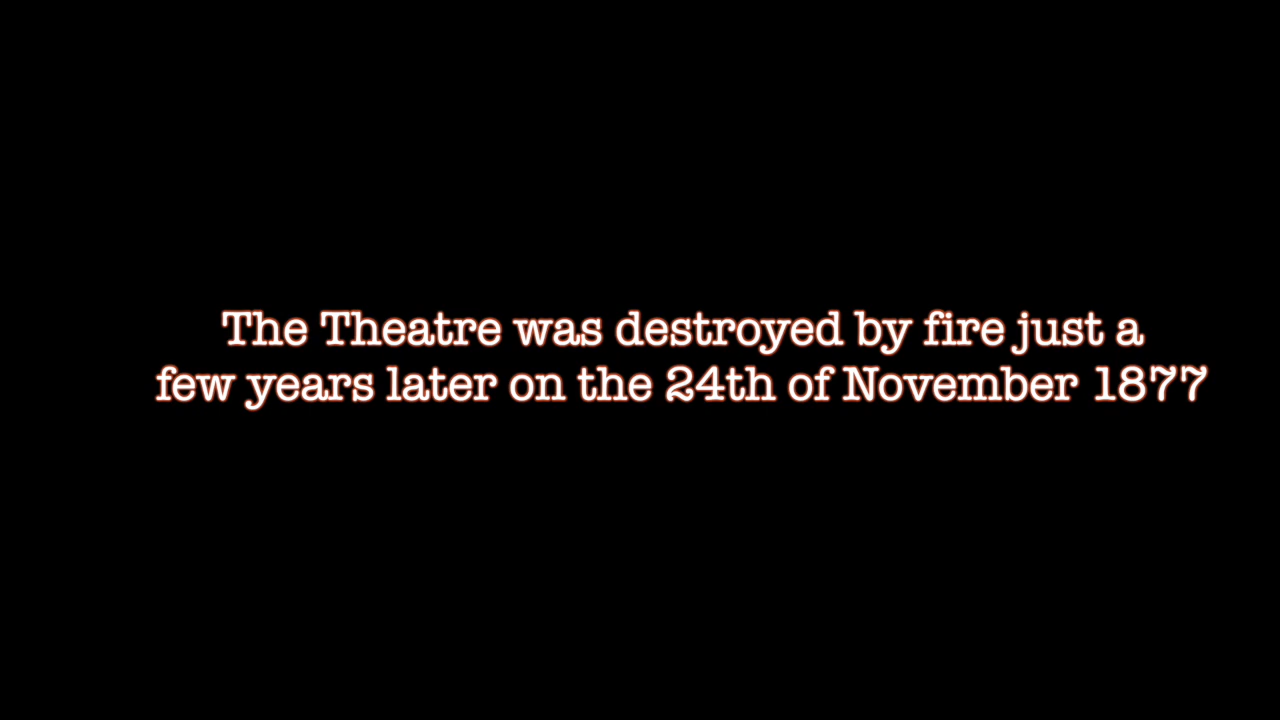 The Theatre was destroyed by fire just a
few years later on the 24th of November 1877